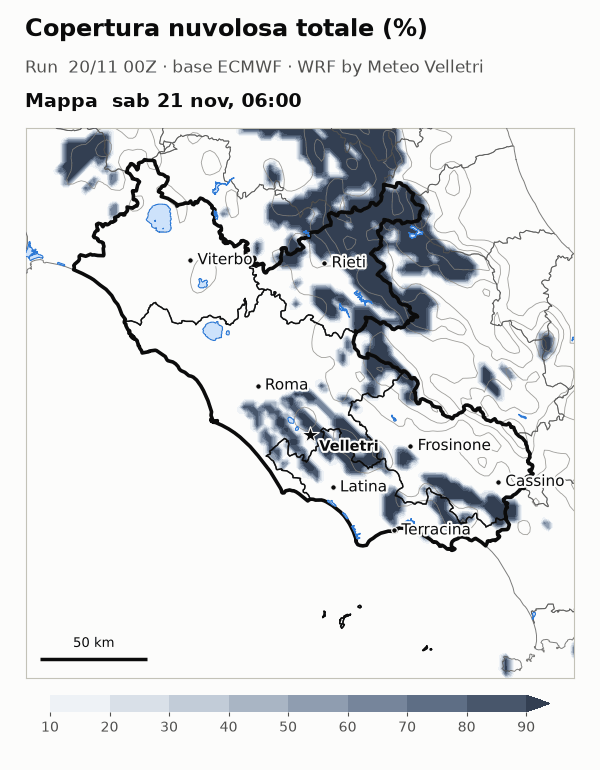 Copertura nuvolosa totale (%)
Run  20/11 00Z · base ECMWF · WRF by Meteo Velletri
Mappa  sab 21 nov, 06:00
Viterbo
Rieti
Roma
Velletri
Frosinone
Latina
Cassino
Terracina
50 km
10 20 30 40 50 60 70 80 90